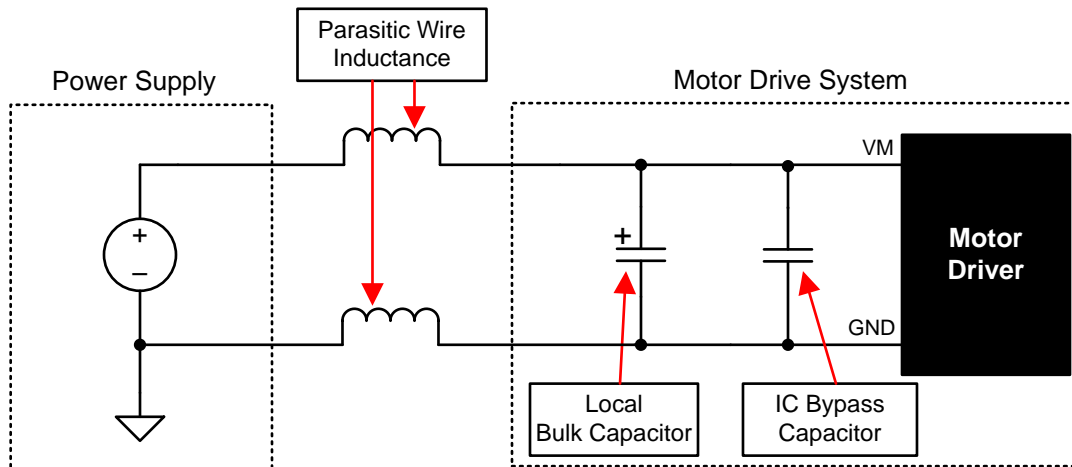 Parasitic Wire
Inductance
Power Supply
Motor Drive System
VM
+
–
+
Motor
Driver
GND
Local
Bulk Capacitor
IC Bypass
Capacitor